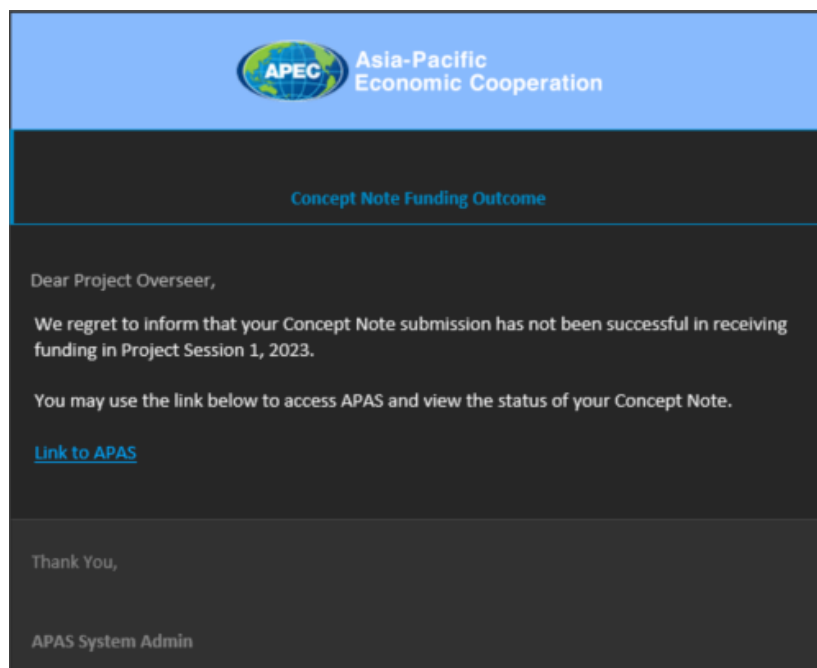 APEC
Asia-Pacific
Economic Cooperation
Concept Note Funding Outcome
Dear Project Overseer,
We regret to inform that your Concept Note submission has not been successful in receiving
funding in Project Session 1, 2023.
You may use the link below to access APAS and view the status of your Concept Note.
Link to APAS
Thank You,
APAS System Admin